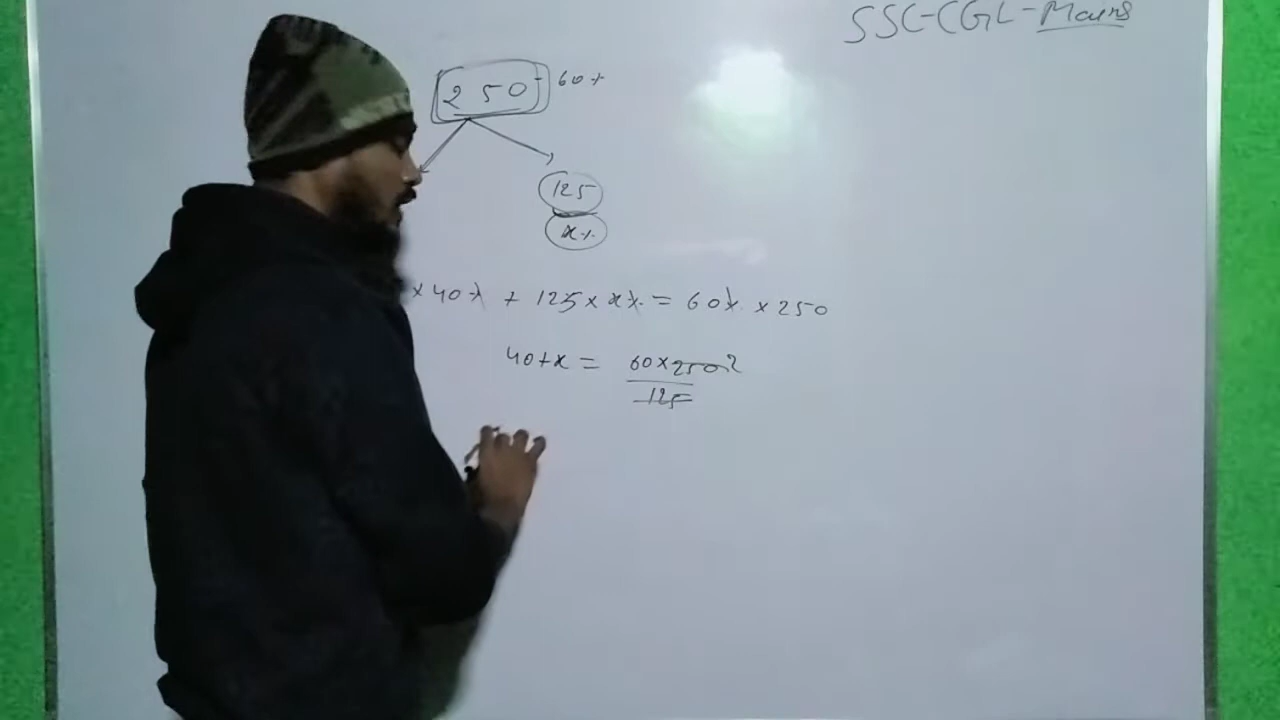 SSC-CGL-Mains
250 60%
125
x%
×40% + 125×x% = 60% ×250
40+x = 60×250 2
125